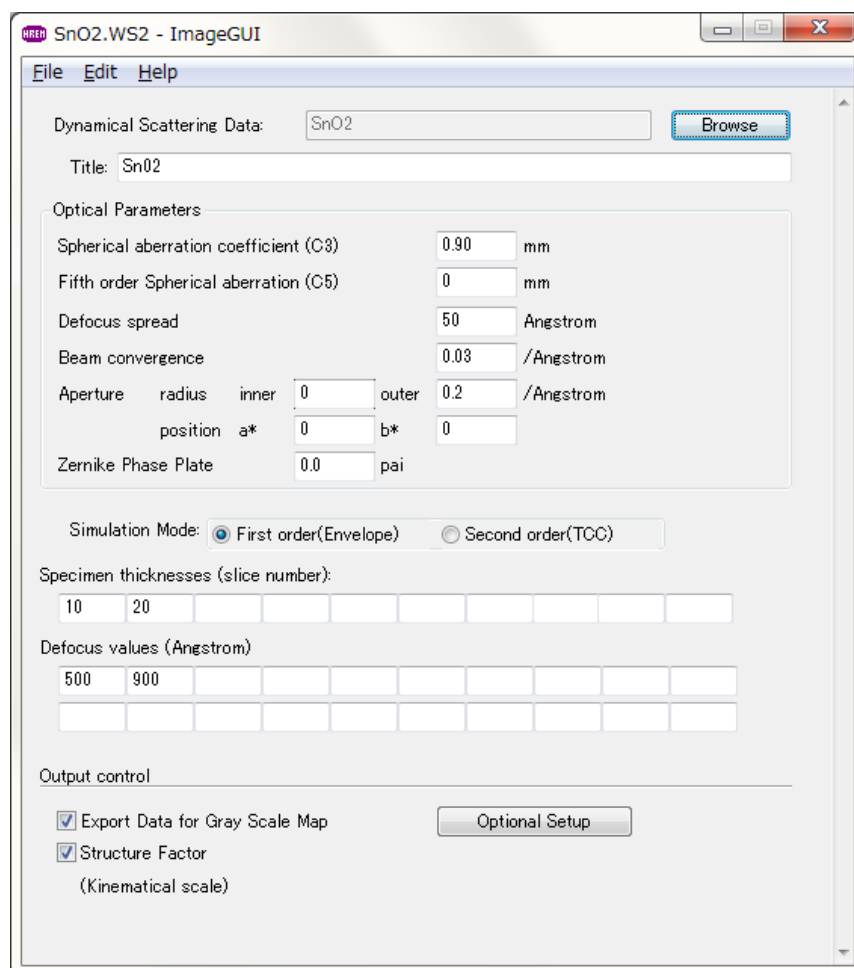 HREM SnO2.WS2 - ImageGUI
File Edit Help
Dynamical Scattering Data: SnO2 Browse
Title: Sn02
Optical Parameters
Spherical aberration coefficient (C3) 0.90 mm
Fifth order Spherical aberration (C5) 0 mm
Defocus spread 50 Angstrom
Beam convergence 0.03 /Angstrom
Aperture radius inner 0 outer 0.2 /Angstrom
position a* 0 b* 0
Zernike Phase Plate 0.0 pai
Simulation Mode: First order(Envelope) Second order(TCC)
Specimen thicknesses (slice number):
10 20
Defocus values (Angstrom)
500 900
Output control
Export Data for Gray Scale Map Optional Setup
Structure Factor
(Kinematical scale)